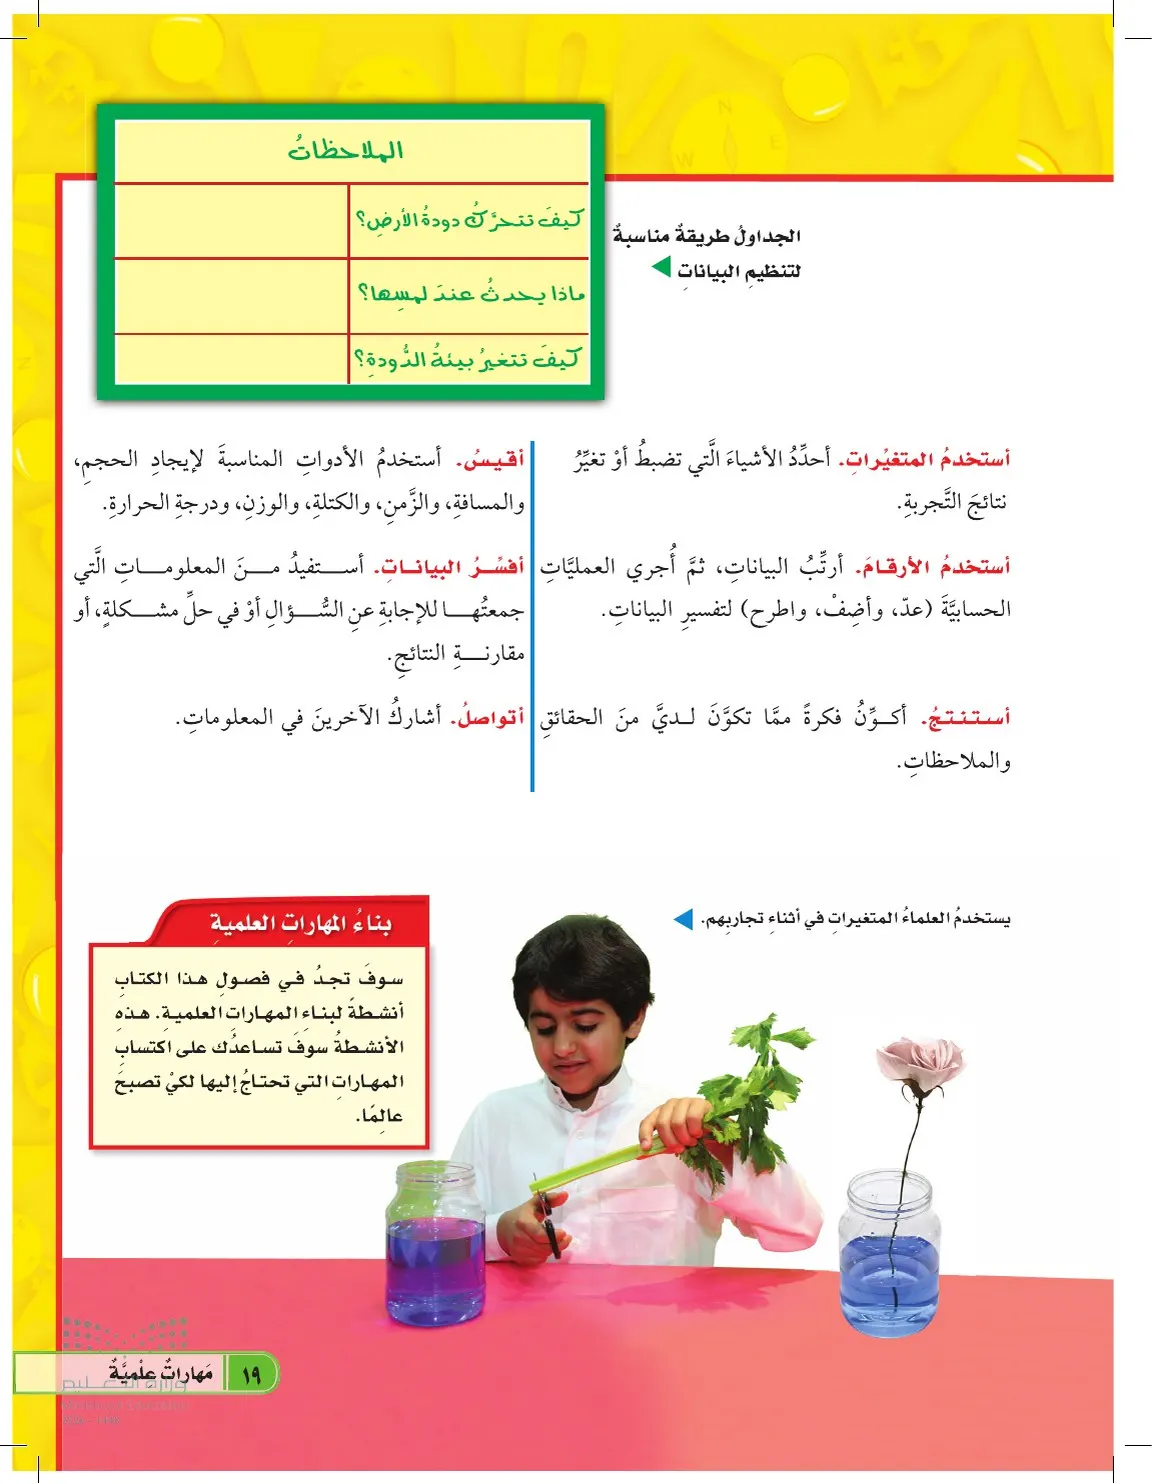 الملاحظاتُ
كيفَ تتحرَّكُ دودةُ الأرضِ؟
ماذا يحدثُ عندَ لمسِها؟
كيفَ تتغيرُ بيئةُ الدُّودةِ؟
الجداولُ طريقةٌ مناسبةٌ
لتنظيمِ البياناتِ
أستخدمُ المتغيِّراتِ. أحدِّدُ الأشياءَ الَّتي تضبطُ أوْ تغيِّرُ
نتائجَ التَّجربةِ.
أستخدمُ الأرقامَ. أرتِّبُ البياناتِ، ثمَّ أُجري العمليَّاتِ
الحسابيَّةَ (عدّ، وأضِفْ، واطرح) لتفسيرِ البياناتِ.
أستنتجُ. أكوِّنُ فكرةً ممَّا تكوَّنَ لديَّ منَ الحقائقِ
والملاحظاتِ.
أقيسُ. أستخدمُ الأدواتِ المناسبةَ لإيجادِ الحجمِ،
والمسافةِ، والزَّمنِ، والكتلةِ، والوزنِ، ودرجةِ الحرارةِ.
أفسِّرُ البياناتِ. أستفيدُ منَ المعلوماتِ الَّتي
جمعتُها للإجابةِ عنِ السُّؤالِ أوْ في حلِّ مشكلةٍ، أو
مقارنةِ النتائجِ.
أتواصلُ. أشاركُ الآخرينَ في المعلوماتِ.
يستخدمُ العلماءُ المتغيراتِ في أثناءِ تجاربِهم.
بناءُ المهاراتِ العلميةِ
سوفَ تجدُ في فصولِ هذا الكتابِ
أنشطةً لبناءِ المهاراتِ العلميةِ. هذهِ
الأنشطةُ سوفَ تساعدُك على اكتسابِ
المهاراتِ التي تحتاجُ إليها لكيْ تصبحَ
عالِمًا.
N
E
W
١٩ مَهاراتٌ عِلْميَّةٌ
وزارة التعليم